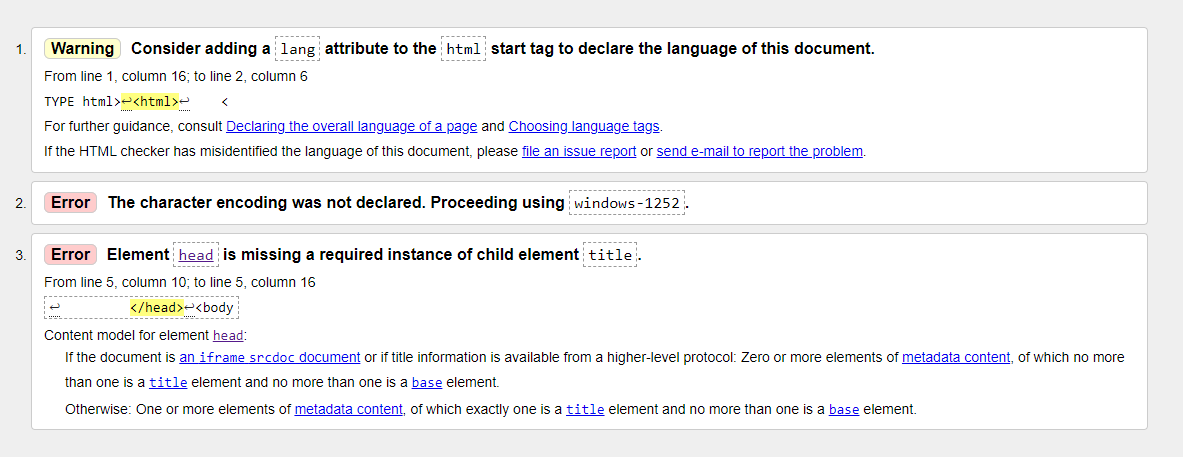 1. Warning Consider adding a lang attribute to the html start tag to declare the language of this document.
From line 1, column 16; to line 2, column 6
TYPE html>↩<html>↩    <
For further guidance, consult Declaring the overall language of a page and Choosing language tags.
If the HTML checker has misidentified the language of this document, please file an issue report or send e-mail to report the problem.
2. Error The character encoding was not declared. Proceeding using windows-1252.
3. Error Element head is missing a required instance of child element title.
From line 5, column 10; to line 5, column 16
↩         </head>↩<body
Content model for element head:
If the document is an iframe srcdoc document or if title information is available from a higher-level protocol: Zero or more elements of metadata content, of which no more
than one is a title element and no more than one is a base element.
Otherwise: One or more elements of metadata content, of which exactly one is a title element and no more than one is a base element.